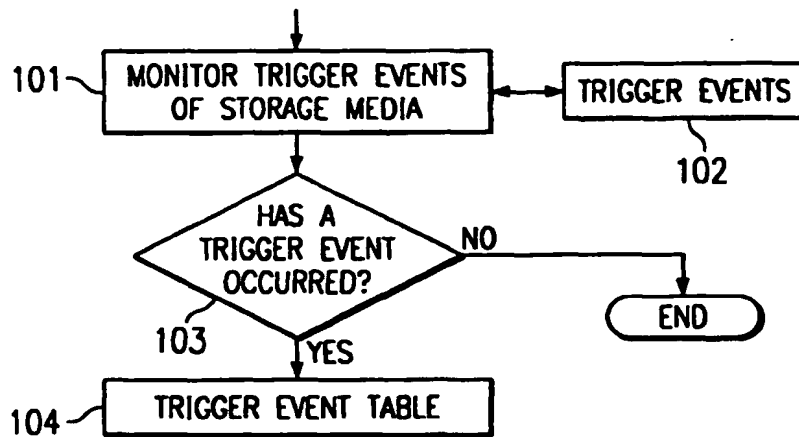 101
MONITOR TRIGGER EVENTS
OF STORAGE MEDIA
TRIGGER EVENTS
102
HAS A
TRIGGER EVENT
OCCURRED?
NO
103
END
YES
104
TRIGGER EVENT TABLE